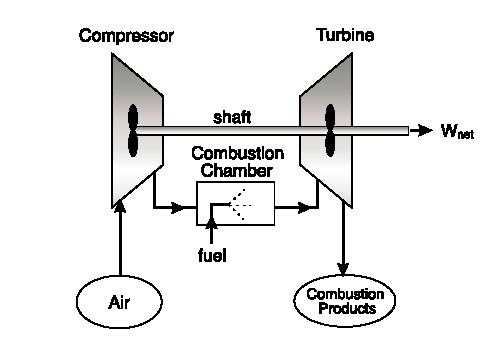 Compressor
Turbine
shaft
W_net
Combustion
Chamber
fuel
Air
Combustion
Products